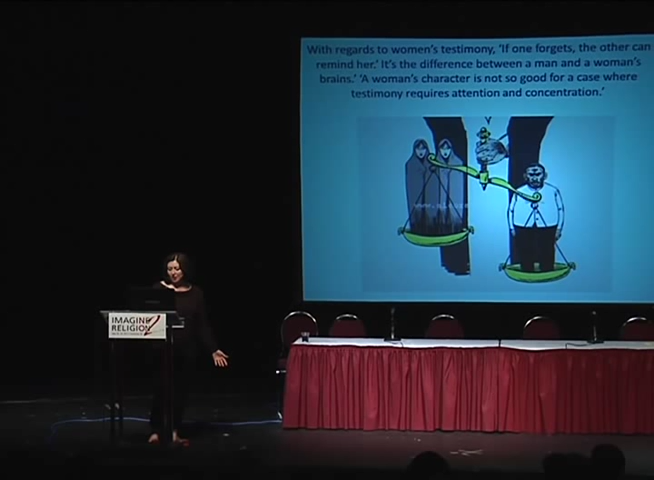 With regards to women's testimony, 'If one forgets, the other can
remind her.' It's the difference between a man and a woman's
brains.' 'A woman's character is not so good for a case where
testimony requires attention and concentration.'
IMAGINE
RELIGION 2